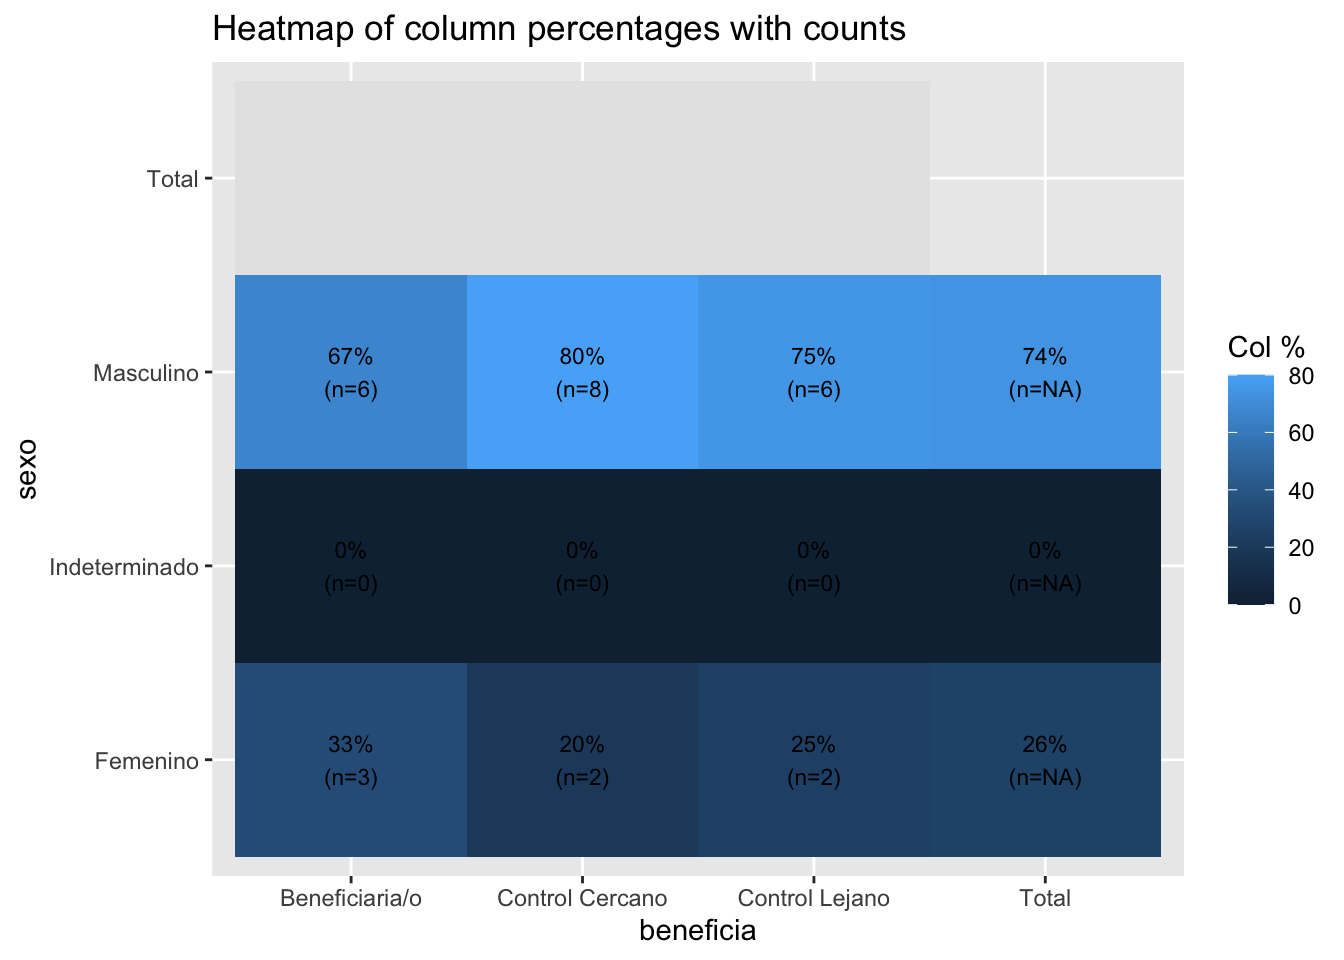 Heatmap of column percentages with counts
Total
Masculino
Indeterminado
Femenino
sexo
67%
(n=6)
80%
(n=8)
75%
(n=6)
74%
(n=NA)
0%
(n=0)
0%
(n=0)
0%
(n=0)
0%
(n=NA)
33%
(n=3)
20%
(n=2)
25%
(n=2)
26%
(n=NA)
Beneficiaria/o
Control Cercano
Control Lejano
Total
beneficia
Col %
80
60
40
20
0